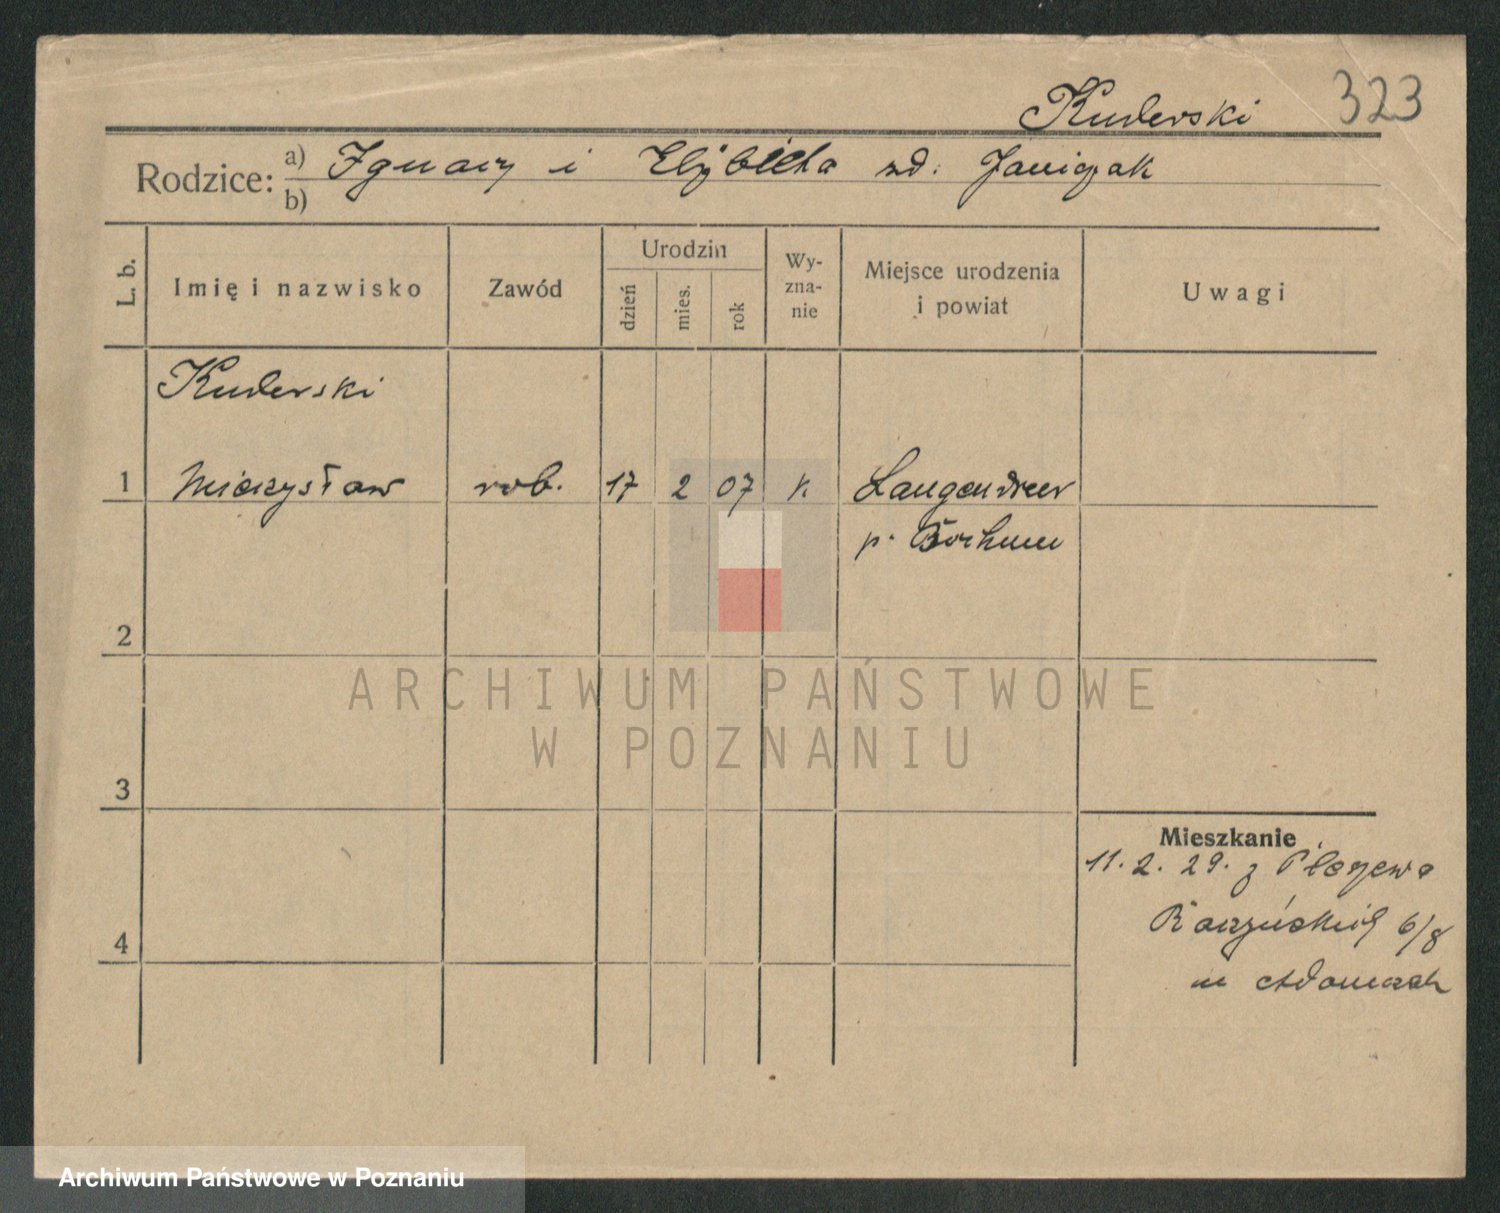 Kuderski 323
Rodzice: a) Ignacy i Elżbieta zd: Janiczak
b)
L. b. Imię i nazwisko Zawód Urodzin dzień mies. rok Wy-zna-nie Miejsce urodzenia i powiat Uwagi
Kuderski
1 Mieczysław rob. 17 2 07 k Langendreer
p. Bochum
2
ARCHIWUM PAŃSTWOWE
W POZNANIU
3
Mieszkanie
11. 2. 29. z
6/8
4
Archiwum Państwowe w Poznaniu